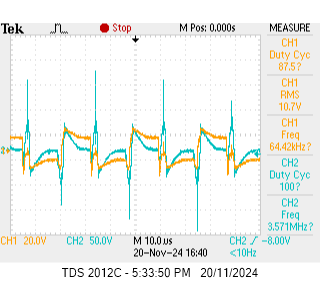 Tek Stop M Pos: 0.000s MEASURE
CH1
Duty Cyc
87.5?
CH1
RMS
10.7V
CH1
Freq
64.42kHz?
CH2
Duty Cyc
100?
CH2
Freq
3.571MHz?
2
CH1 20.0V CH2 50.0V M 10.0us CH2 -8.00V
20-Nov-24 16:40 <10Hz
TDS 2012C - 5:33:50 PM 20/11/2024